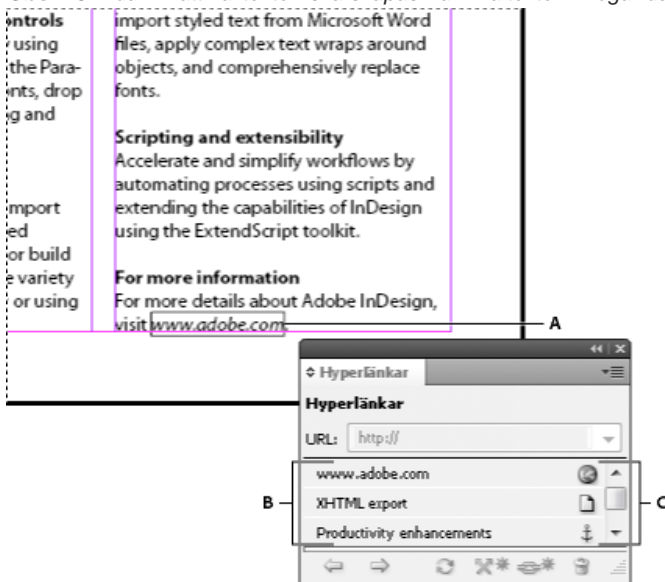 ntrols
using
the Para-
nts, drop
g and
mport
ed
or build
e variety
or using
import styled text from Microsoft Word
files, apply complex text wraps around
objects, and comprehensively replace
fonts.
Scripting and extensibility
Accelerate and simplify workflows by
automating processes using scripts and
extending the capabilities of InDesign
using the ExtendScript toolkit.
For more information
For more details about Adobe InDesign,
visit www.adobe.com.
A
Hyperlänkar
Hyperlänkar
URL: http://
www.adobe.com
XHTML export
Productivity enhancements
B
C